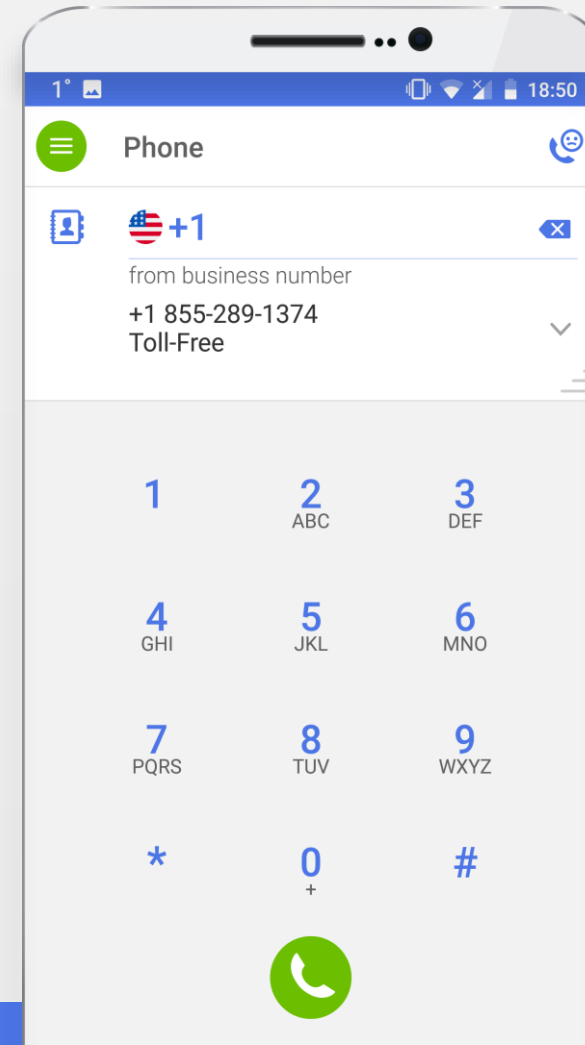 1° 18:50
Phone
+1
from business number
+1 855-289-1374
Toll-Free
1 2 3
ABC DEF
4 5 6
GHI JKL MNO
7 8 9
PQRS TUV WXYZ
* 0 #
+